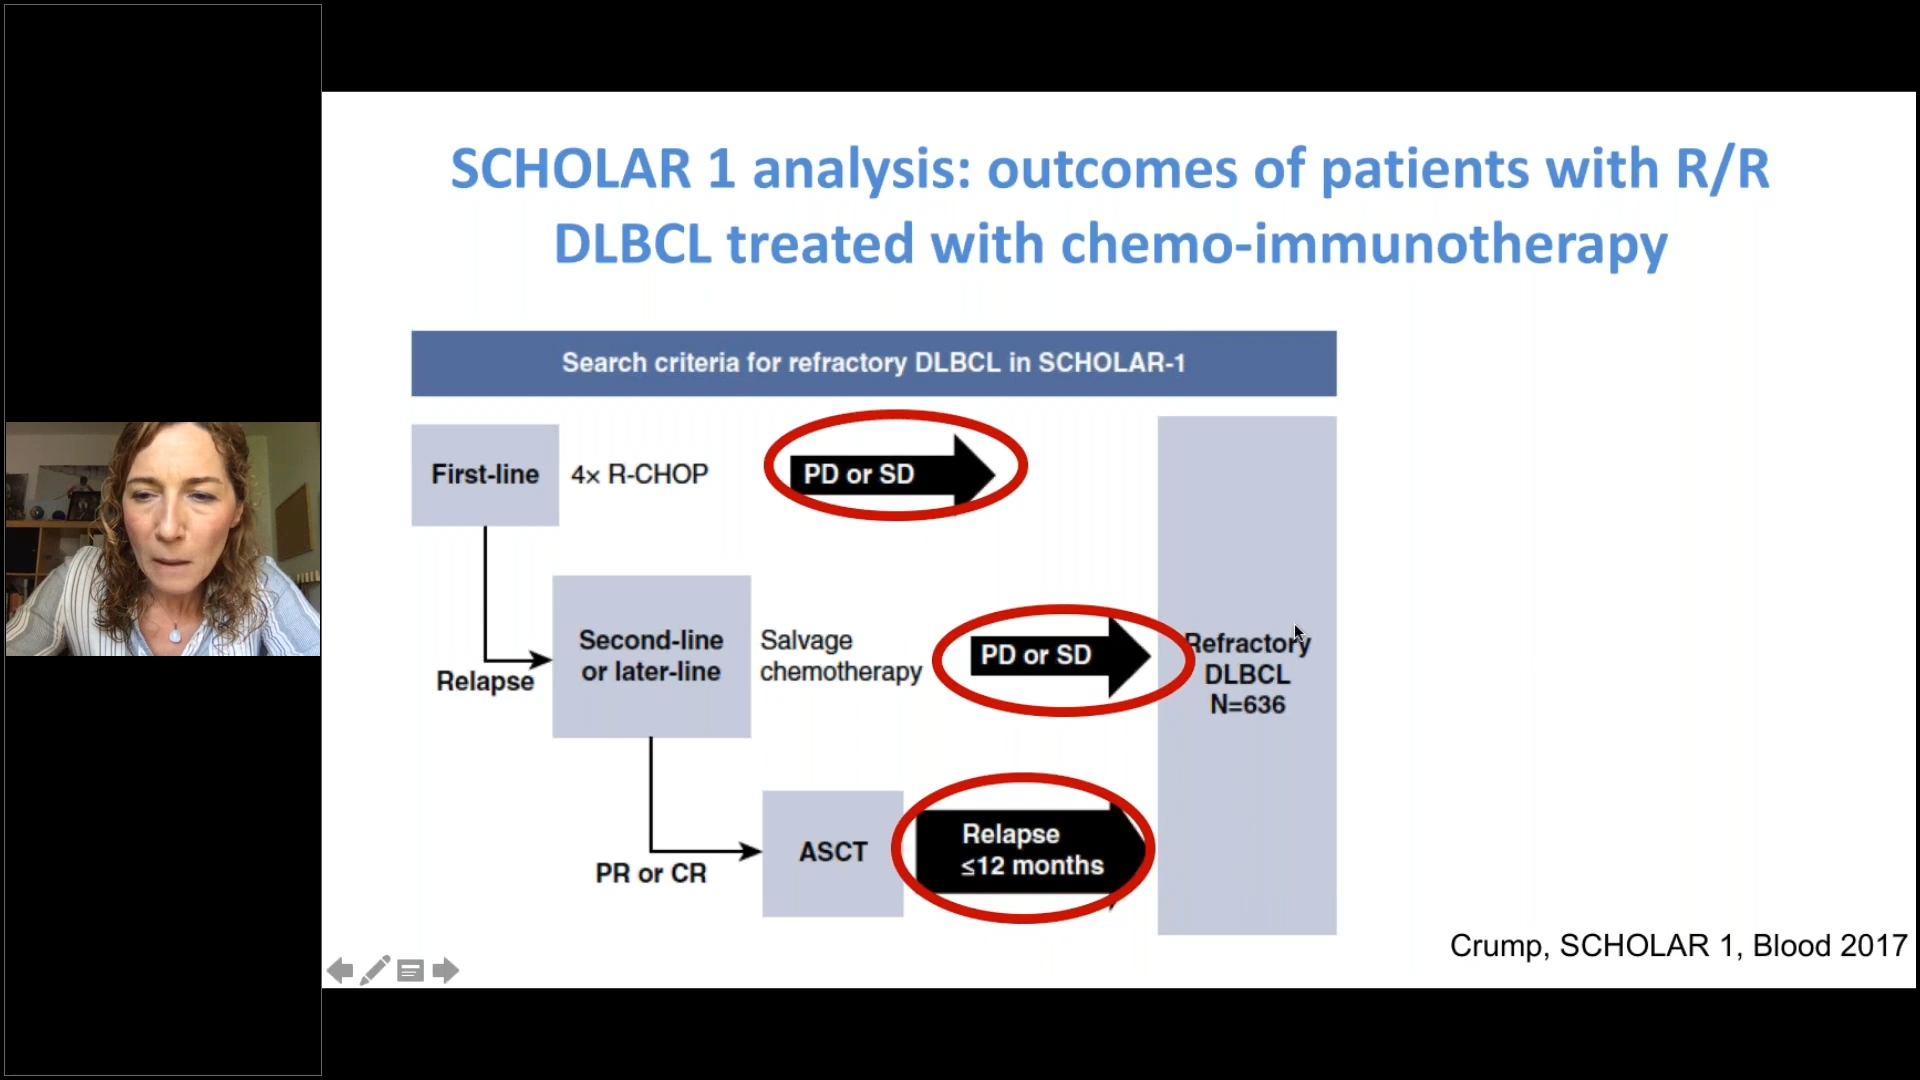 SCHOLAR 1 analysis: outcomes of patients with R/R
DLBCL treated with chemo-immunotherapy
Search criteria for refractory DLBCL in SCHOLAR-1
First-line
4× R-CHOP
PD or SD
Relapse
Second-line
or later-line
Salvage
chemotherapy
PD or SD
Refractory
DLBCL
N=636
PR or CR
ASCT
Relapse
≤12 months
Crump, SCHOLAR 1, Blood 2017